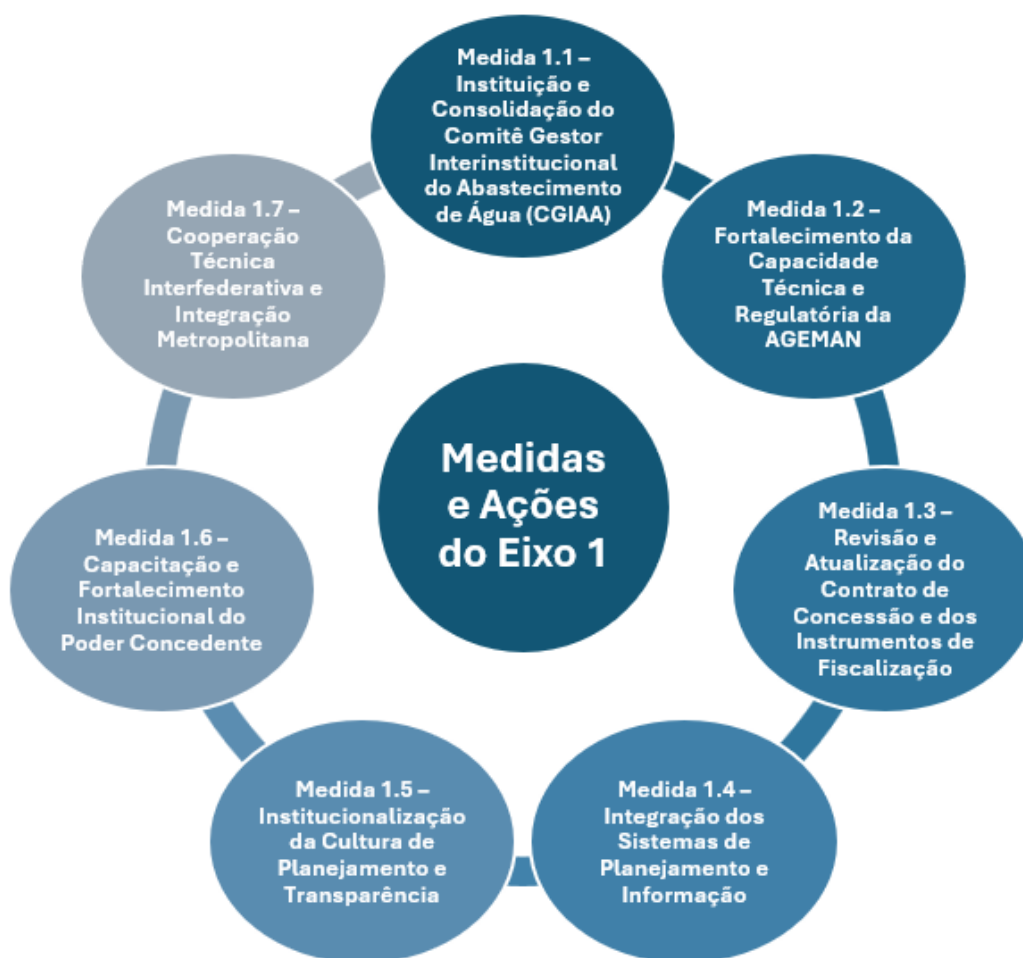 Medida 1.1 –
Instituição e
Consolidação do
Comitê Gestor
Interinstitucional
do Abastecimento
de Água (CGIAA)
Medida 1.2 –
Fortalecimento da
Capacidade
Técnica e
Regulatória da
AGEMAN
Medida 1.3 –
Revisão e
Atualização do
Contrato de
Concessão e dos
Instrumentos de
Fiscalização
Medida 1.4 –
Integração dos
Sistemas de
Planejamento e
Informação
Medida 1.5 –
Institucionalização
da Cultura de
Planejamento e
Transparência
Medida 1.6 –
Capacitação e
Fortalecimento
Institucional do
Poder Concedente
Medida 1.7 –
Cooperação
Técnica
Interfederativa e
Integração
Metropolitana
Medidas
e Ações
do Eixo 1